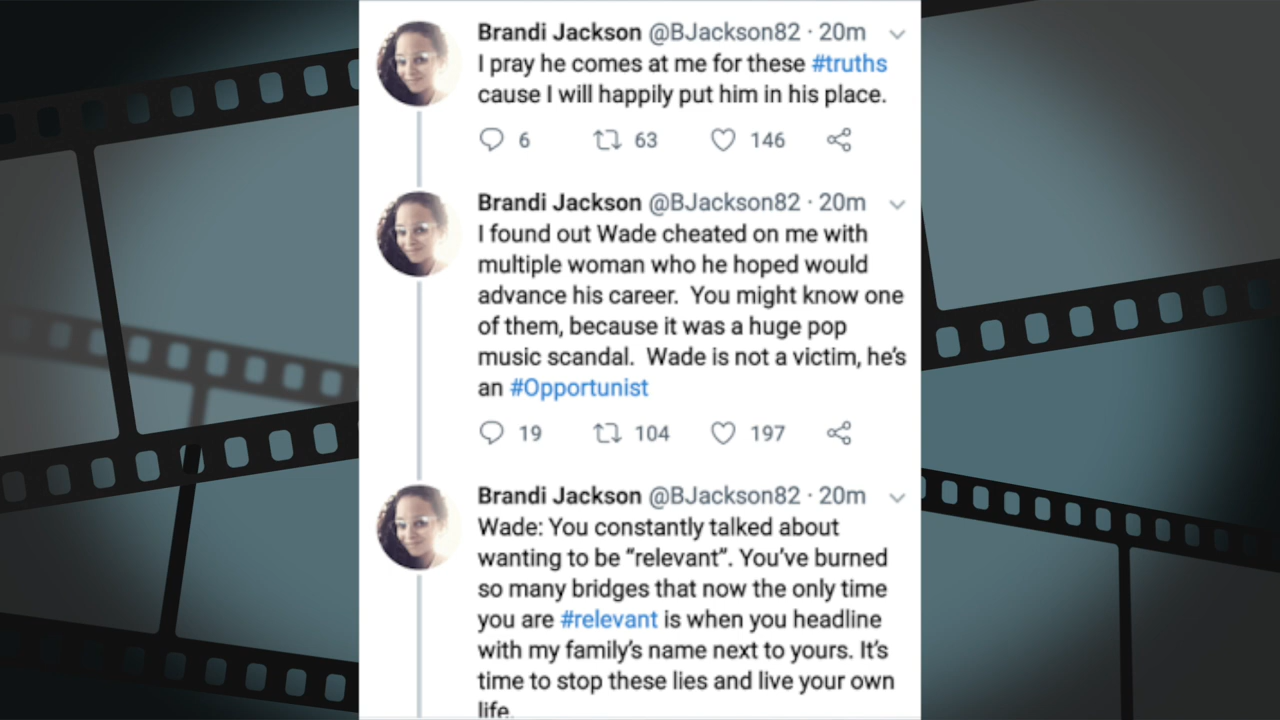 Brandi Jackson @BJackson82 · 20m
I pray he comes at me for these #truths
cause I will happily put him in his place.
6 63 146
Brandi Jackson @BJackson82 · 20m
I found out Wade cheated on me with
multiple woman who he hoped would
advance his career. You might know one
of them, because it was a huge pop
music scandal. Wade is not a victim, he's
an #Opportunist
19 104 197
Brandi Jackson @BJackson82 · 20m
Wade: You constantly talked about
wanting to be “relevant”. You've burned
so many bridges that now the only time
you are #relevant is when you headline
with my family's name next to yours. It's
time to stop these lies and live your own
life.